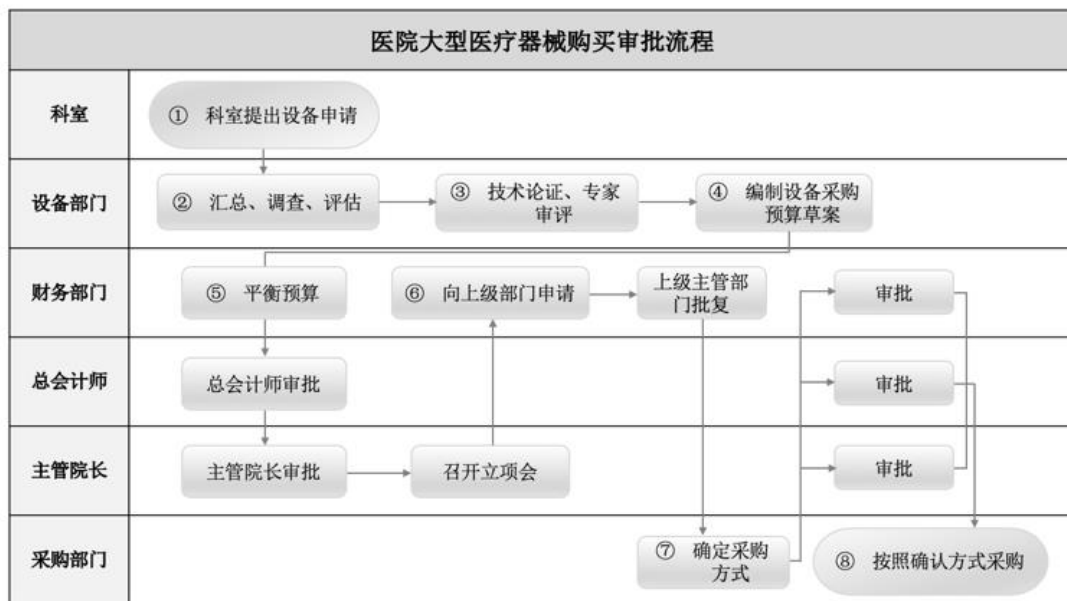 医院大型医疗器械购买审批流程
科室
① 科室提出设备申请
设备部门
② 汇总、调查、评估
③ 技术论证、专家
审评
④ 编制设备采购
预算草案
财务部门
⑤ 平衡预算
⑥ 向上级部门申请
上级主管部
门批复
审批
总会计师
总会计师审批
审批
主管院长
主管院长审批
召开立项会
审批
采购部门
⑦ 确定采购
方式
⑧ 按照确认方式采购